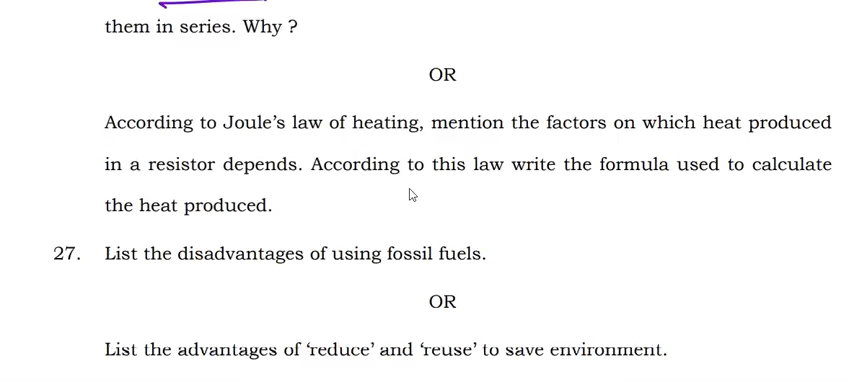 them in series. Why ?
OR
According to Joule’s law of heating, mention the factors on which heat produced
in a resistor depends. According to this law write the formula used to calculate
the heat produced.
27. List the disadvantages of using fossil fuels.
OR
List the advantages of ‘reduce’ and ‘reuse’ to save environment.